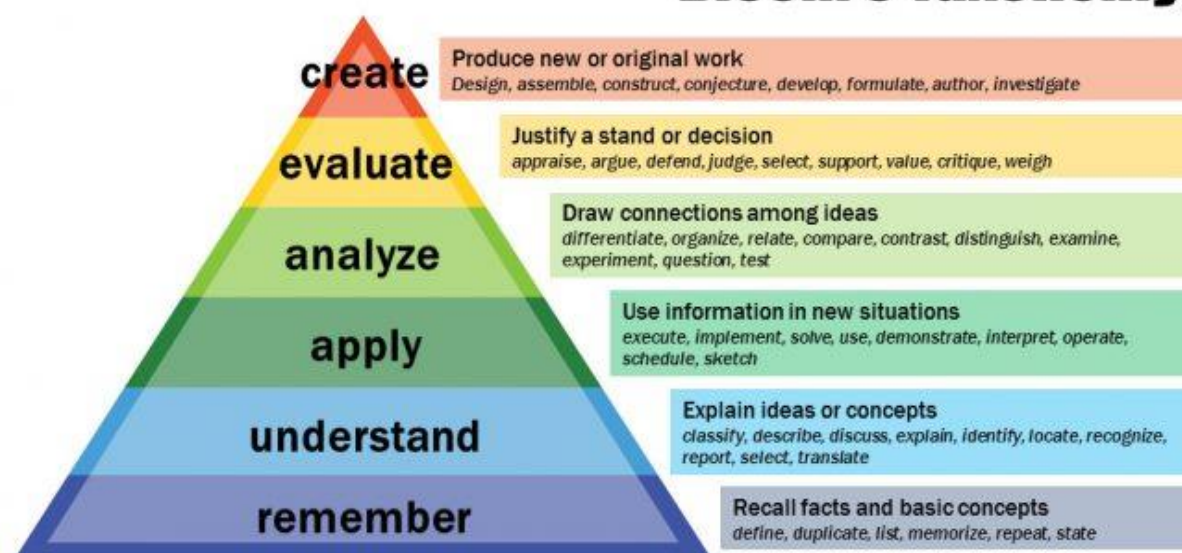 create
Produce new or original work
Design, assemble, construct, conjecture, develop, formulate, author, investigate
evaluate
Justify a stand or decision
appraise, argue, defend, judge, select, support, value, critique, weigh
analyze
Draw connections among ideas
differentiate, organize, relate, compare, contrast, distinguish, examine,
experiment, question, test
apply
Use information in new situations
execute, implement, solve, use, demonstrate, interpret, operate,
schedule, sketch
understand
Explain ideas or concepts
classify, describe, discuss, explain, identify, locate, recognize,
report, select, translate
remember
Recall facts and basic concepts
define, duplicate, list, memorize, repeat, state